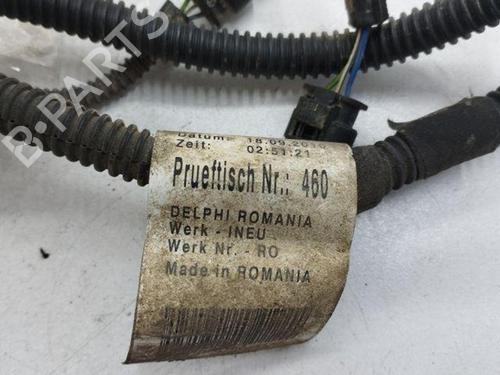 B-PARTS
Datum: 18.09.2016
Zeit: 02:51:21
Prueftisch Nr.: 460
DELPHI ROMANIA
Werk - INEU
Werk Nr. - RO
Made in ROMANIA